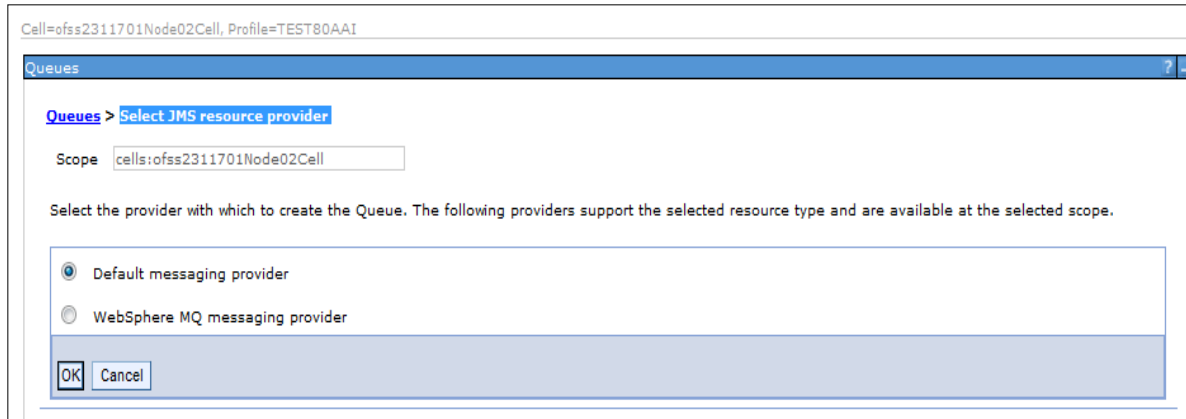 Cell=ofss2311701Node02Cell, Profile=TEST80AAI
Queues ? -
Queues > Select JMS resource provider
Scope cells:ofss2311701Node02Cell
Select the provider with which to create the Queue. The following providers support the selected resource type and are available at the selected scope.
Default messaging provider
WebSphere MQ messaging provider
OK Cancel